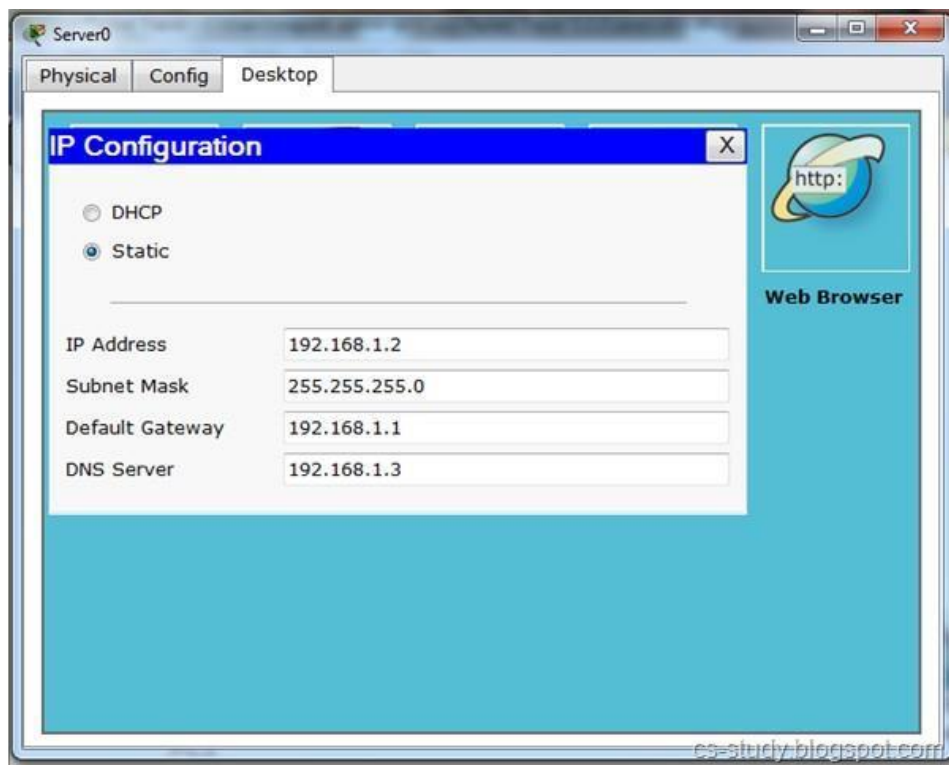 Server0
Physical Config Desktop
IP Configuration X
http:
DHCP
Static
Web Browser
IP Address 192.168.1.2
Subnet Mask 255.255.255.0
Default Gateway 192.168.1.1
DNS Server 192.168.1.3
cs-study.blogspot.com